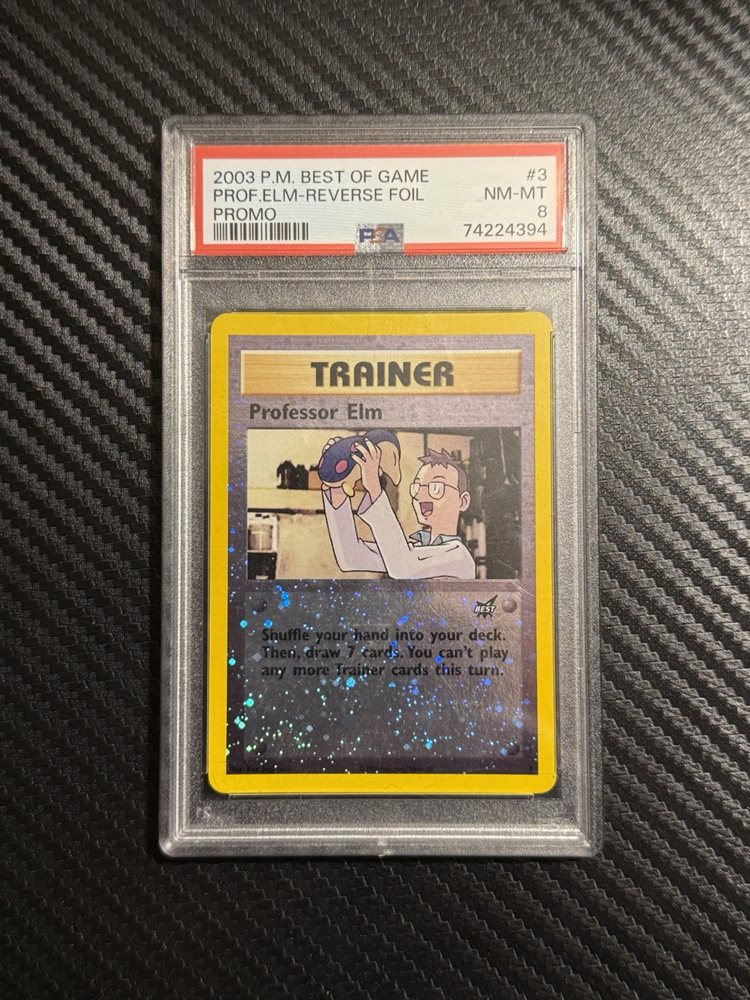 2003 P.M. BEST OF GAME #3
PROF.ELM-REVERSE FOIL NM-MT
PROMO 8
PSA 74224394
TRAINER
Professor Elm
BEST
Shuffle your hand into your deck.
Then, draw 7 cards. You can't play
any more Trainer cards this turn.